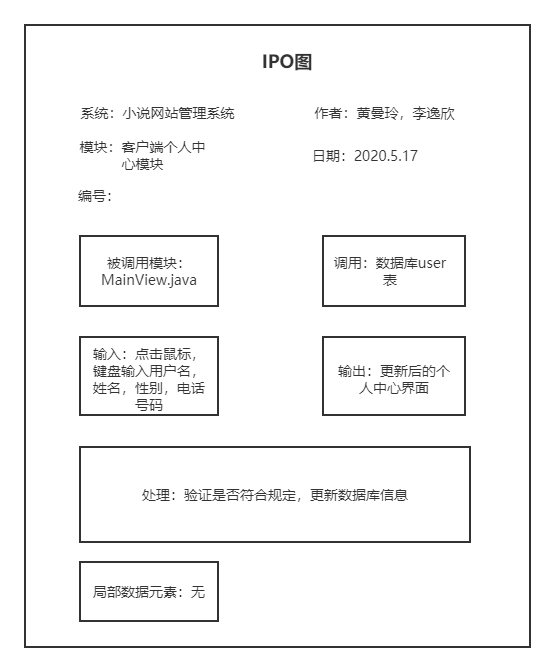 IPO图
系统：小说网站管理系统
作者：黄曼玲，李逸欣
模块：客户端个人中
心模块
日期：2020.5.17
编号：
被调用模块：
MainView.java
调用：数据库user
表
输入：点击鼠标，
键盘输入用户名，
姓名，性别，电话
号码
输出：更新后的个
人中心界面
处理：验证是否符合规定，更新数据库信息
局部数据元素：无